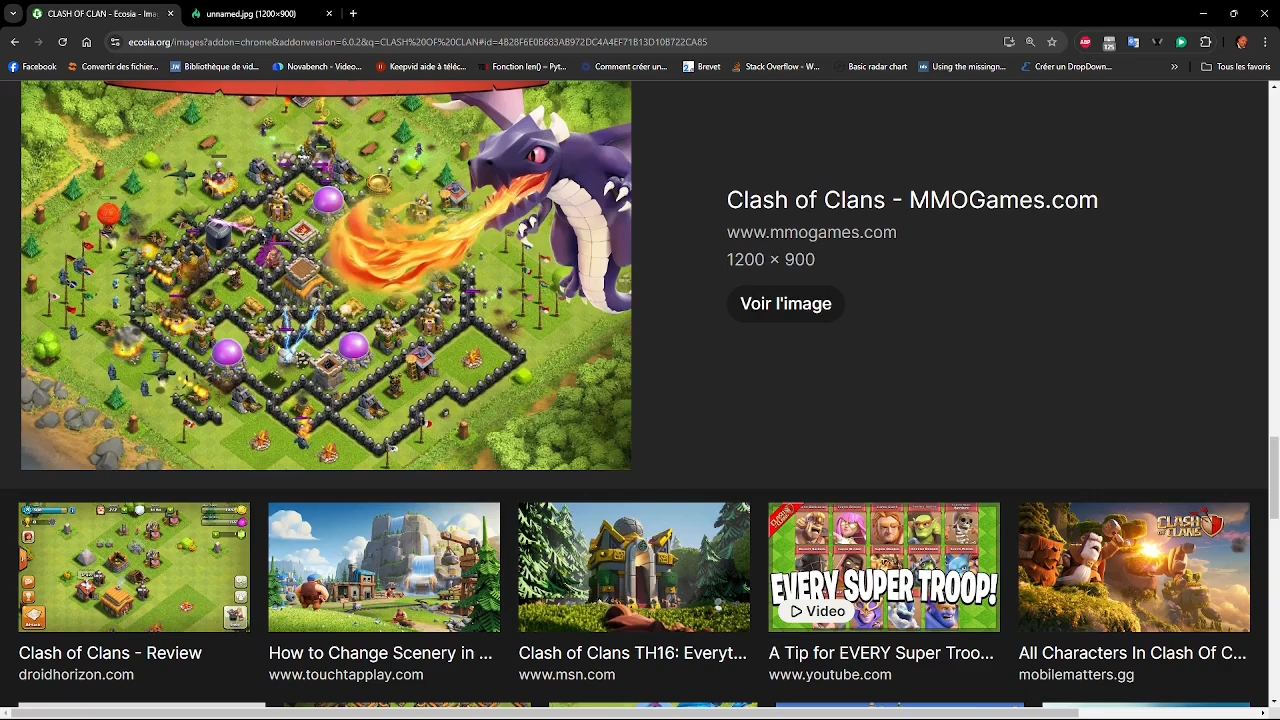 CLASH OF CLAN - Ecosia - Ima
unnamed.jpg (1200×900)
ecosia.org/images?addon=chrome&addonversion=6.0.2&q=CLASH%20OF%20CLAN#id=4B28F6E0B683AB972DC4A4EF71B13D10B722CA85
125
Facebook
Convertir des fichier...
Bibliothèque de vid...
Novabench - Device...
Keepvid aide à téléc...
Fonction len() – Pyt...
Comment créer un...
Brevet
Stack Overflow - W...
Basic radar chart
Using the missingn...
Créer un DropDown...
»
Tous les favoris
Clash of Clans - MMOGames.com
www.mmogames.com
1200 × 900
Voir l'image
CLASH OF CLANS
EVERY SUPER TROOP!
Video
Clash of Clans - Review
droidhorizon.com
How to Change Scenery in ...
www.touchtapplay.com
Clash of Clans TH16: Everyt...
www.msn.com
A Tip for EVERY Super Troo...
www.youtube.com
All Characters In Clash Of C...
mobilematters.gg